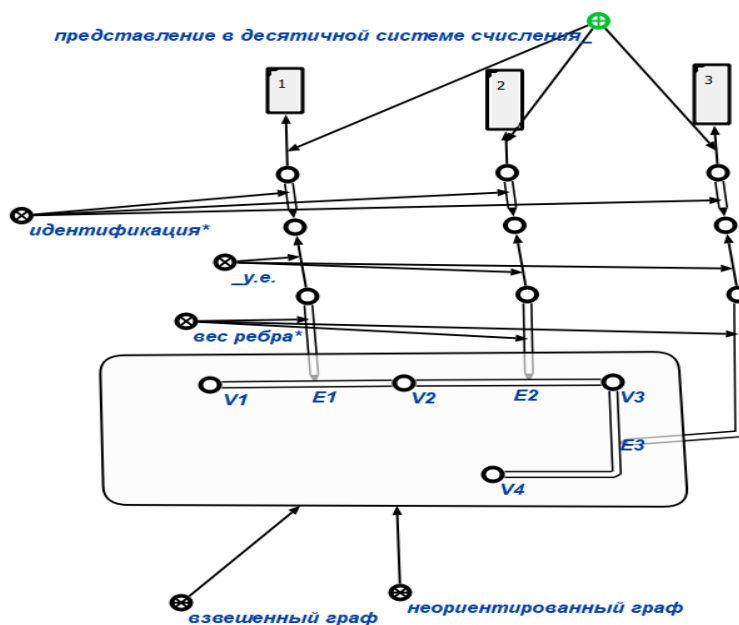 представление в десятичной системе счисления_
1
2
3
идентификация*
_у.е.
вес ребра*
V1
E1
V2
E2
V3
E3
V4
взвешенный граф
неориентированный граф